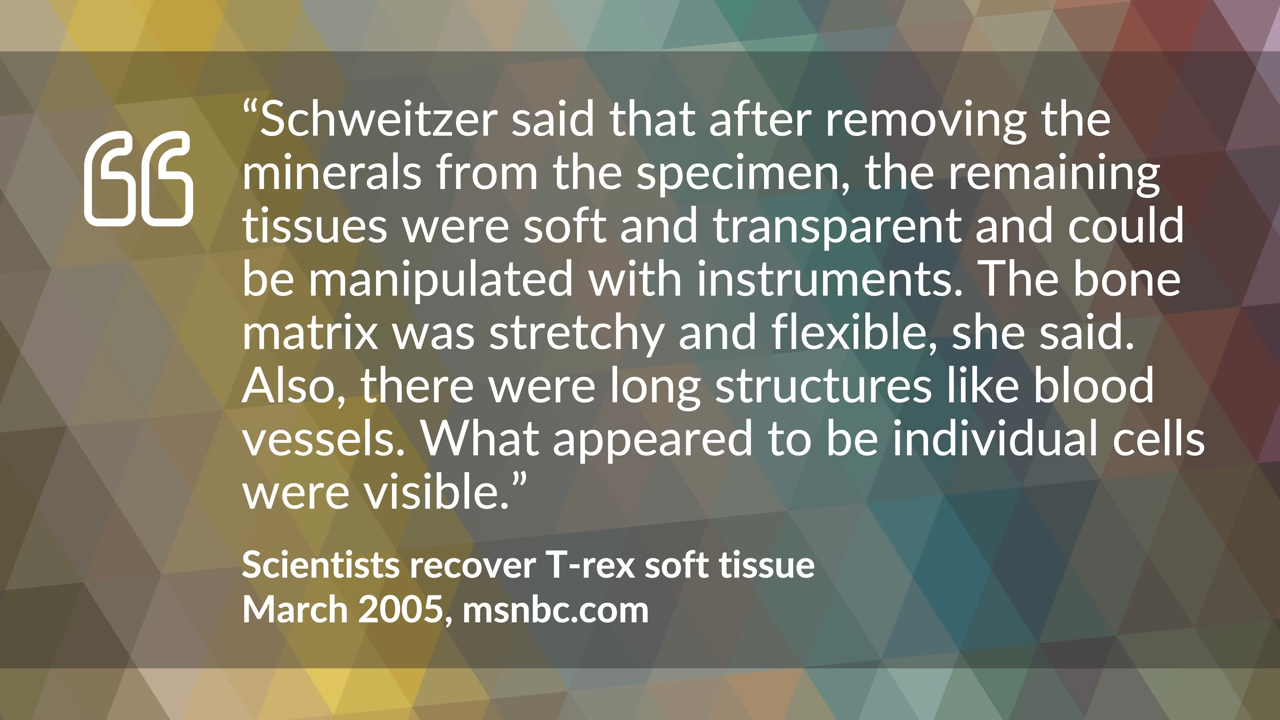 “Schweitzer said that after removing the
minerals from the specimen, the remaining
tissues were soft and transparent and could
be manipulated with instruments. The bone
matrix was stretchy and flexible, she said.
Also, there were long structures like blood
vessels. What appeared to be individual cells
were visible.”
Scientists recover T-rex soft tissue
March 2005, msnbc.com